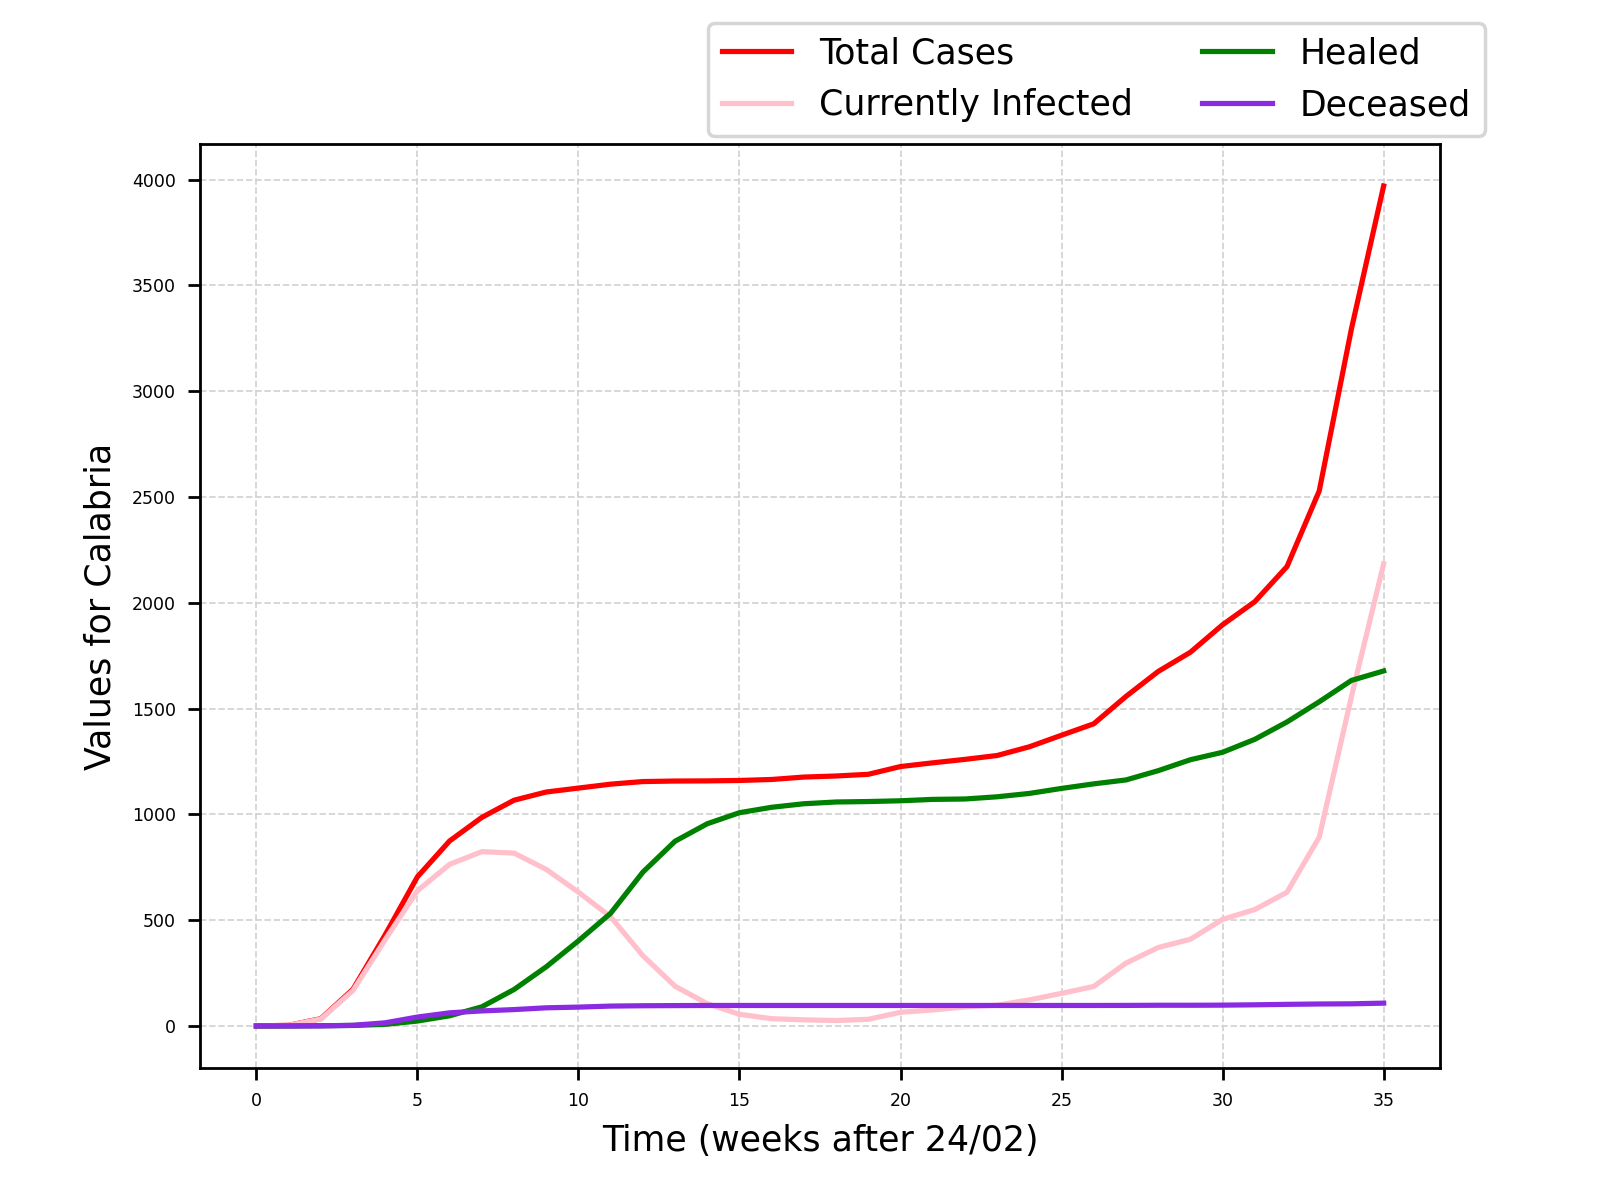 Total Cases
Currently Infected
Healed
Deceased
4000
3500
3000
2500
2000
1500
1000
500
0
Values for Calabria
0 5 10 15 20 25 30 35
Time (weeks after 24/02)